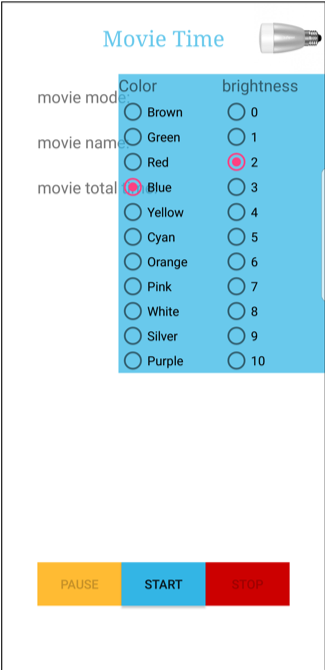 Movie Time
Color brightness
movie mode:
Brown 0
Green 1
movie name:
Red 2
movie total
Blue 3
Yellow 4
Cyan 5
Orange 6
Pink 7
White 8
Silver 9
Purple 10
PAUSE START STOP